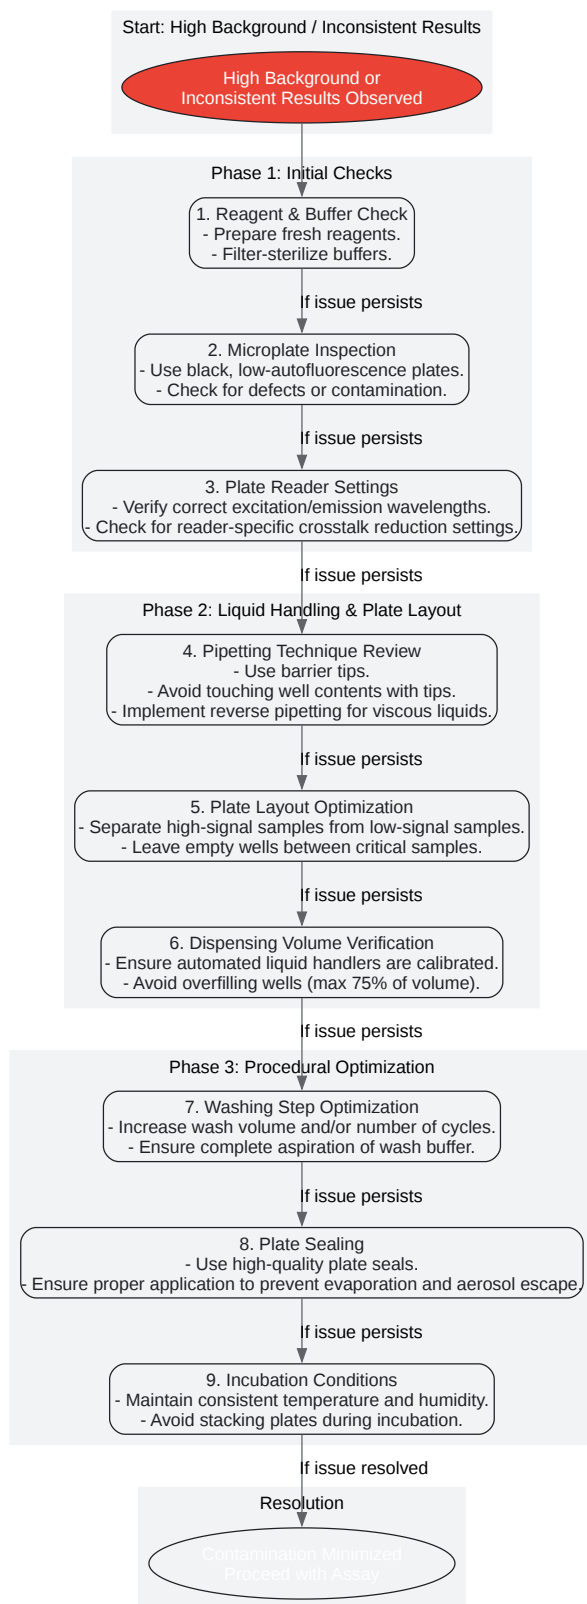 Start: High Background / Inconsistent Results
High Background or
Inconsistent Results Observed
Phase 1: Initial Checks
1. Reagent & Buffer Check
- Prepare fresh reagents.
- Filter-sterilize buffers.
If issue persists
2. Microplate Inspection
- Use black, low-autofluorescence plates.
- Check for defects or contamination.
If issue persists
3. Plate Reader Settings
- Verify correct excitation/emission wavelengths.
- Check for reader-specific crosstalk reduction settings.
If issue persists
Phase 2: Liquid Handling & Plate Layout
4. Pipetting Technique Review
- Use barrier tips.
- Avoid touching well contents with tips.
- Implement reverse pipetting for viscous liquids.
If issue persists
5. Plate Layout Optimization
- Separate high-signal samples from low-signal samples.
- Leave empty wells between critical samples.
If issue persists
6. Dispensing Volume Verification
- Ensure automated liquid handlers are calibrated.
- Avoid overfilling wells (max 75% of volume).
If issue persists
Phase 3: Procedural Optimization
7. Washing Step Optimization
- Increase wash volume and/or number of cycles.
- Ensure complete aspiration of wash buffer.
If issue persists
8. Plate Sealing
- Use high-quality plate seals.
- Ensure proper application to prevent evaporation and aerosol escape.
If issue persists
9. Incubation Conditions
- Maintain consistent temperature and humidity.
- Avoid stacking plates during incubation.
If issue resolved
Resolution
Contamination Minimized
Proceed with Assay